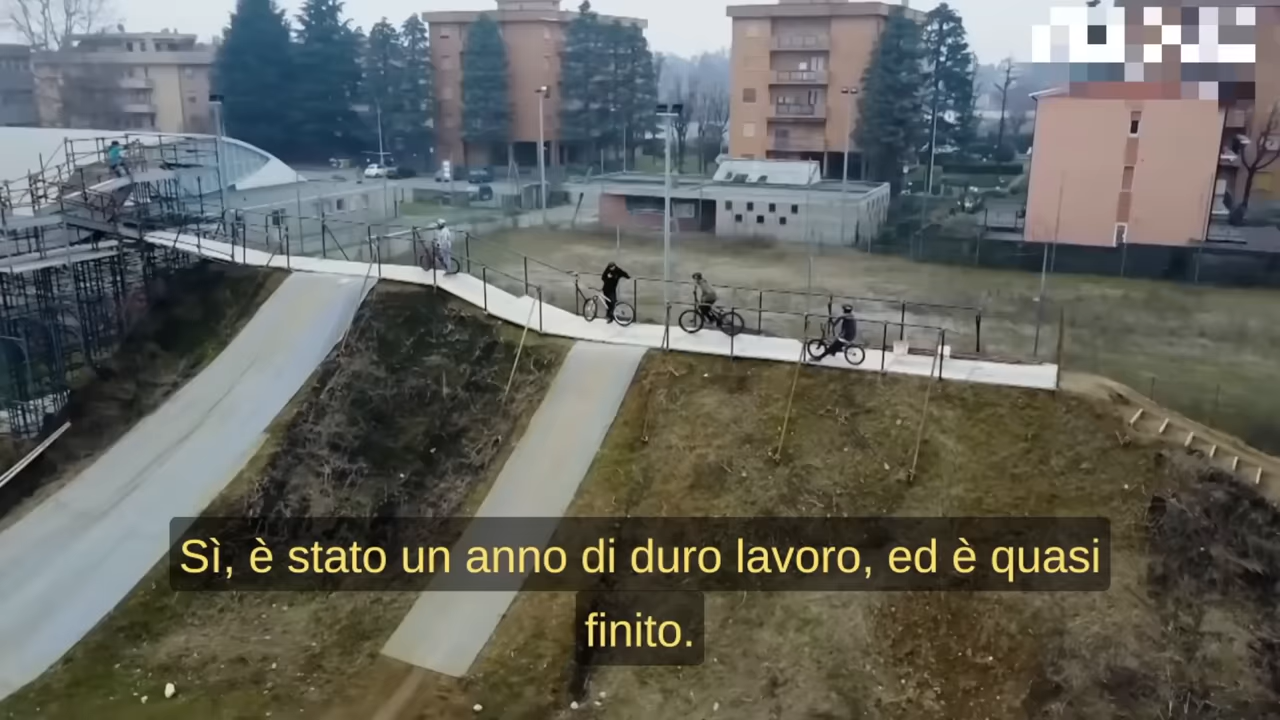 Sì, è stato un anno di duro lavoro, ed è quasi
finito.